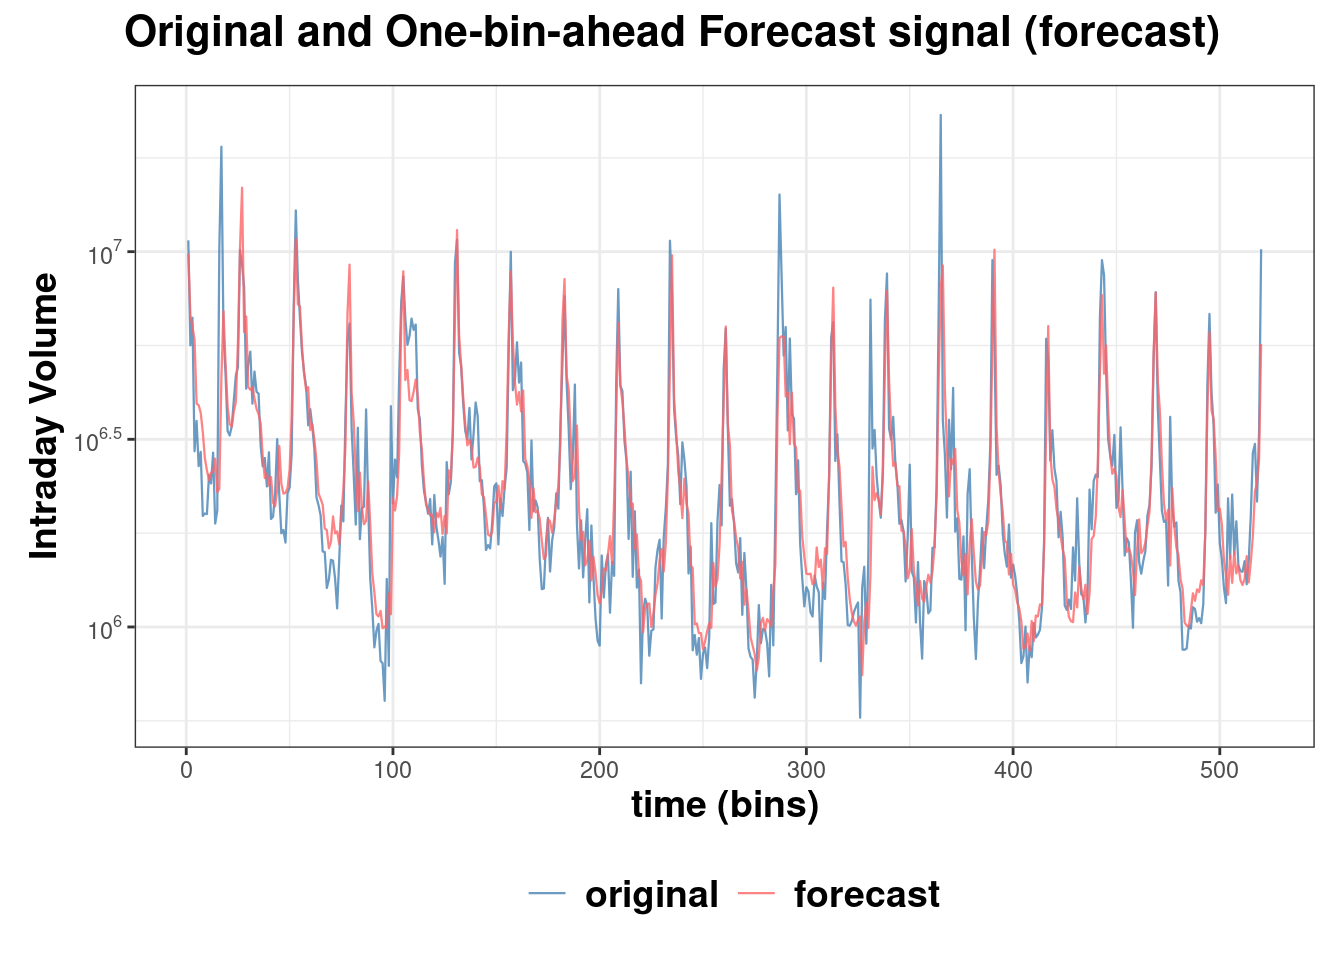 Original and One-bin-ahead Forecast signal (forecast)
Intraday Volume
10^7
10^6.5
10^6
0 100 200 300 400 500
time (bins)
original forecast